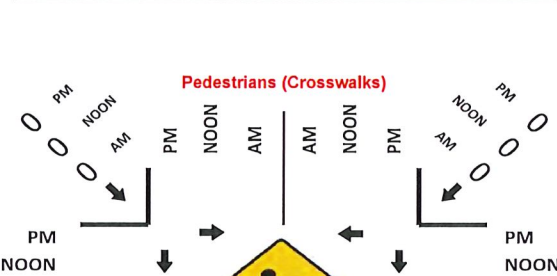 Pedestrians (Crosswalks)
0 PM
0 NOON
0 AM
PM NOON AM AM NOON PM
PM 0
NOON 0
AM 0
PM
NOON
PM
NOON